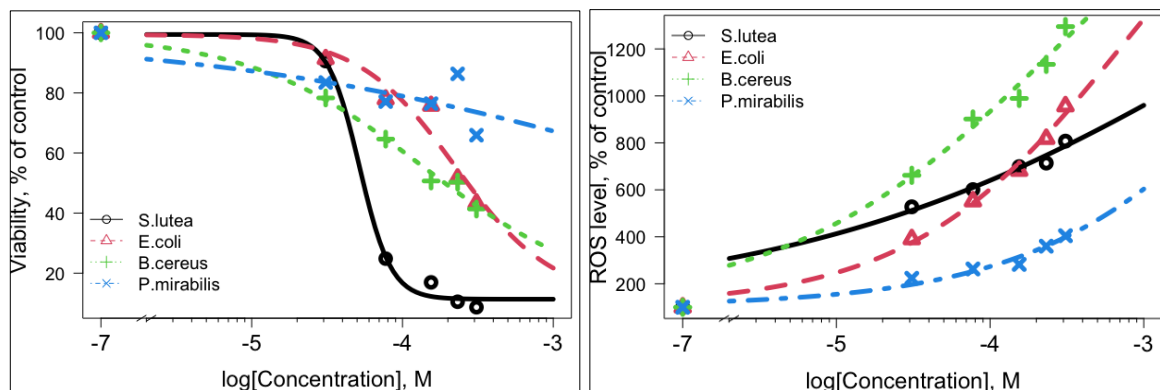 Viability, % of control
100
80
60
40
20
S.lutea
E.coli
B.cereus
P.mirabilis
-7
-5
-4
-3
log[Concentration], M
ROS level, % of control
1200
1000
800
600
400
200
S.lutea
E.coli
B.cereus
P.mirabilis
-7
-5
-4
-3
log[Concentration], M